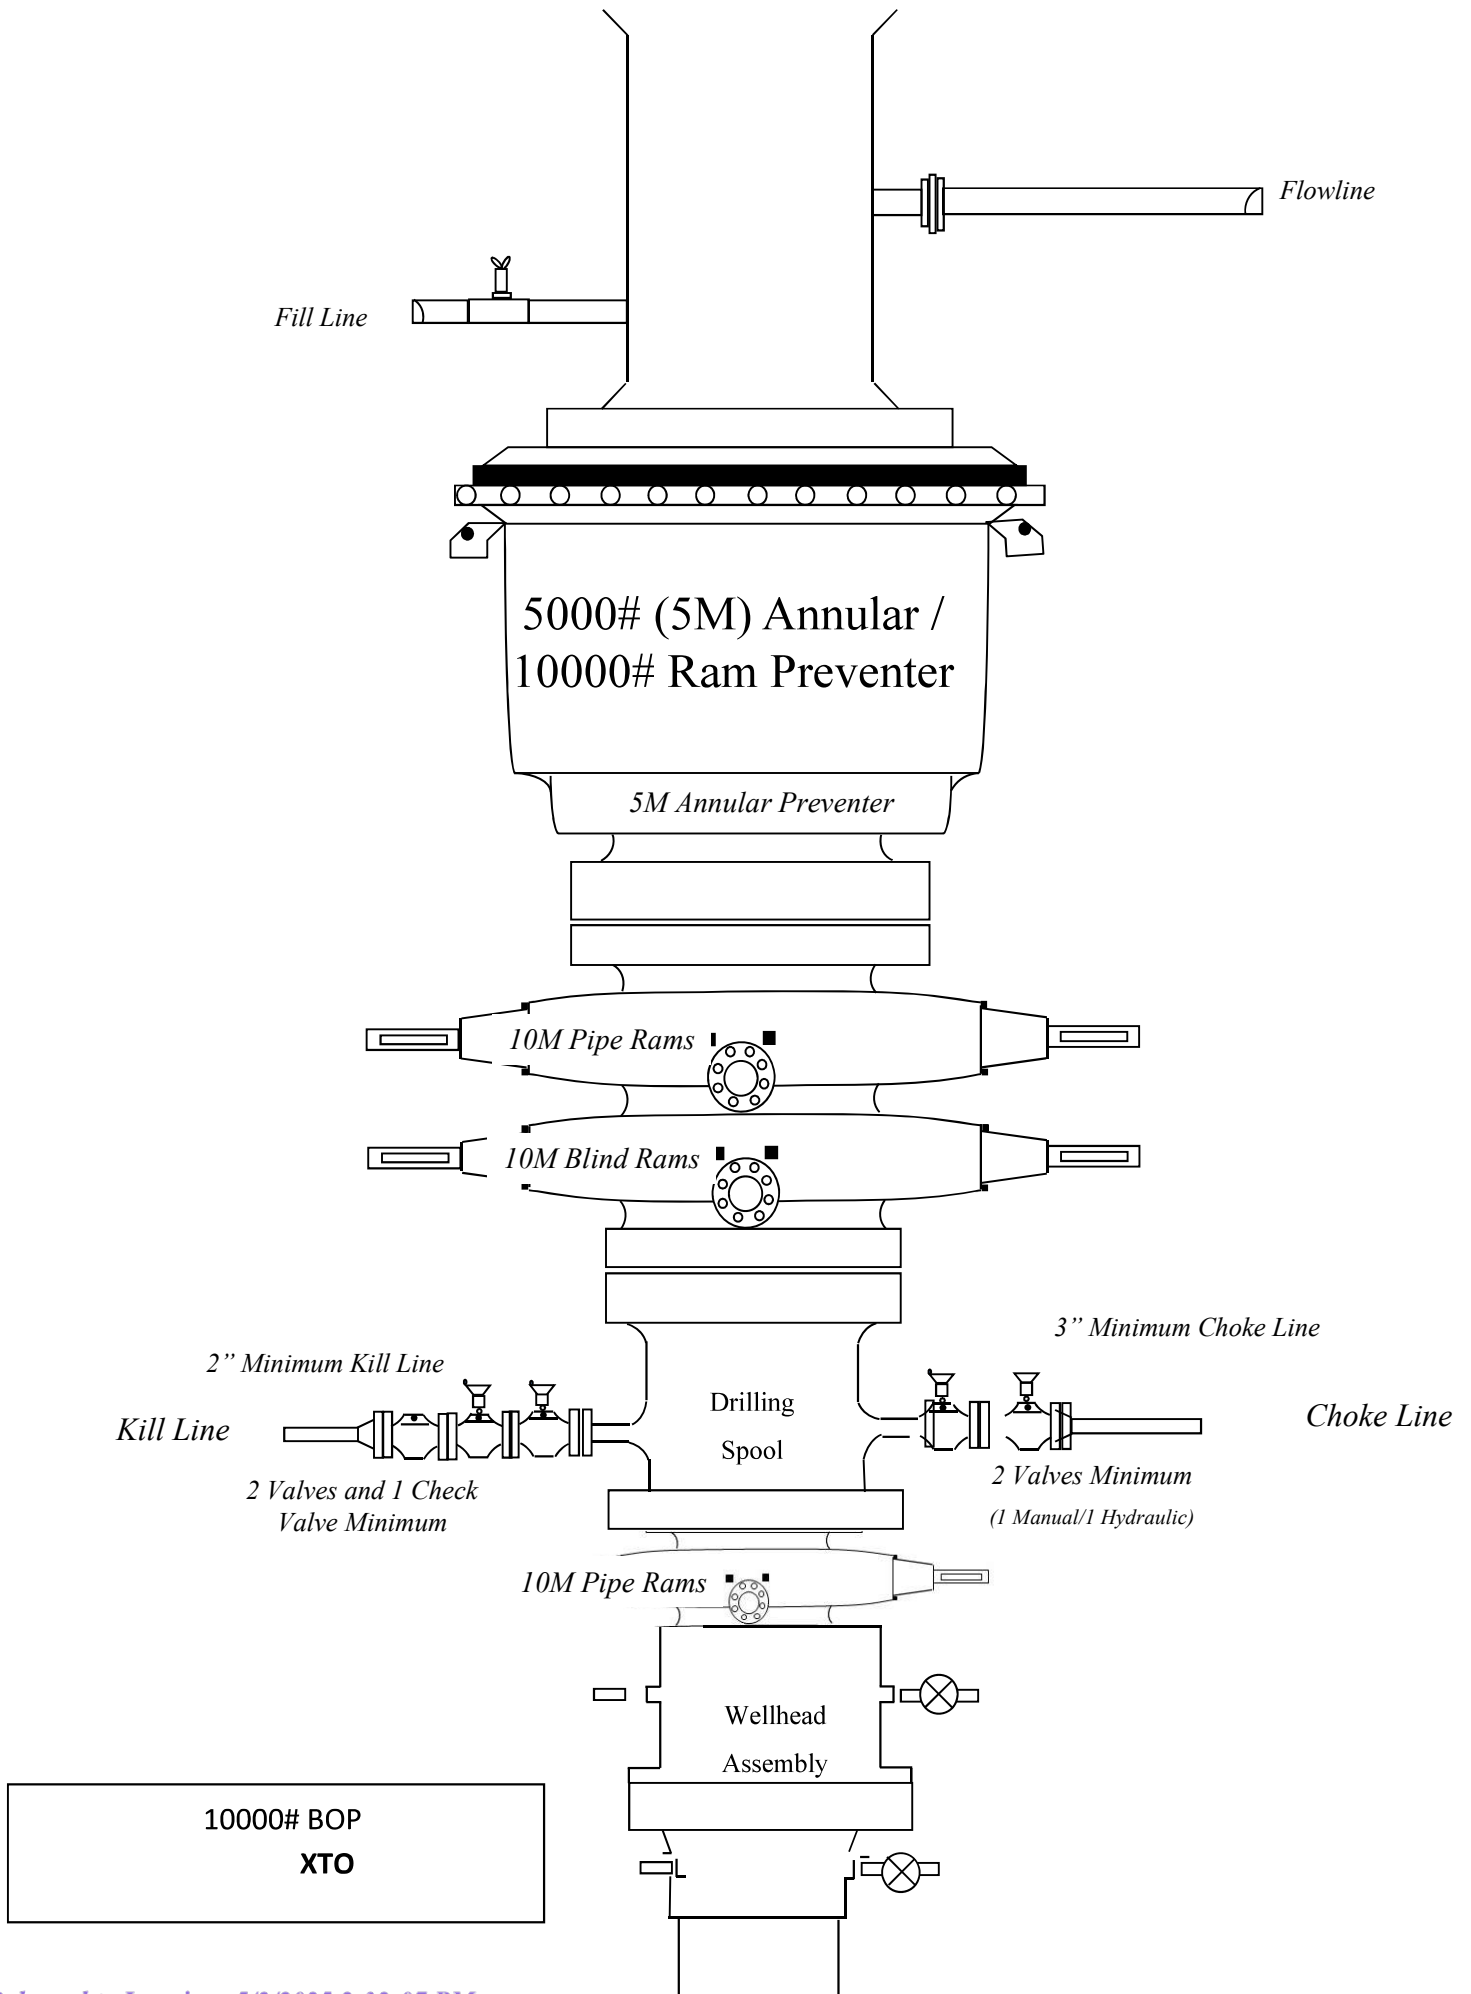 Flowline
Fill Line
5000# (5M) Annular /
10000# Ram Preventer
5M Annular Preventer
10M Pipe Rams
10M Blind Rams
3” Minimum Choke Line
2” Minimum Kill Line
Drilling
Spool
Kill Line
Choke Line
2 Valves and 1 Check
Valve Minimum
2 Valves Minimum
(1 Manual/1 Hydraulic)
10M Pipe Rams
Wellhead
Assembly
10000# BOP
XTO